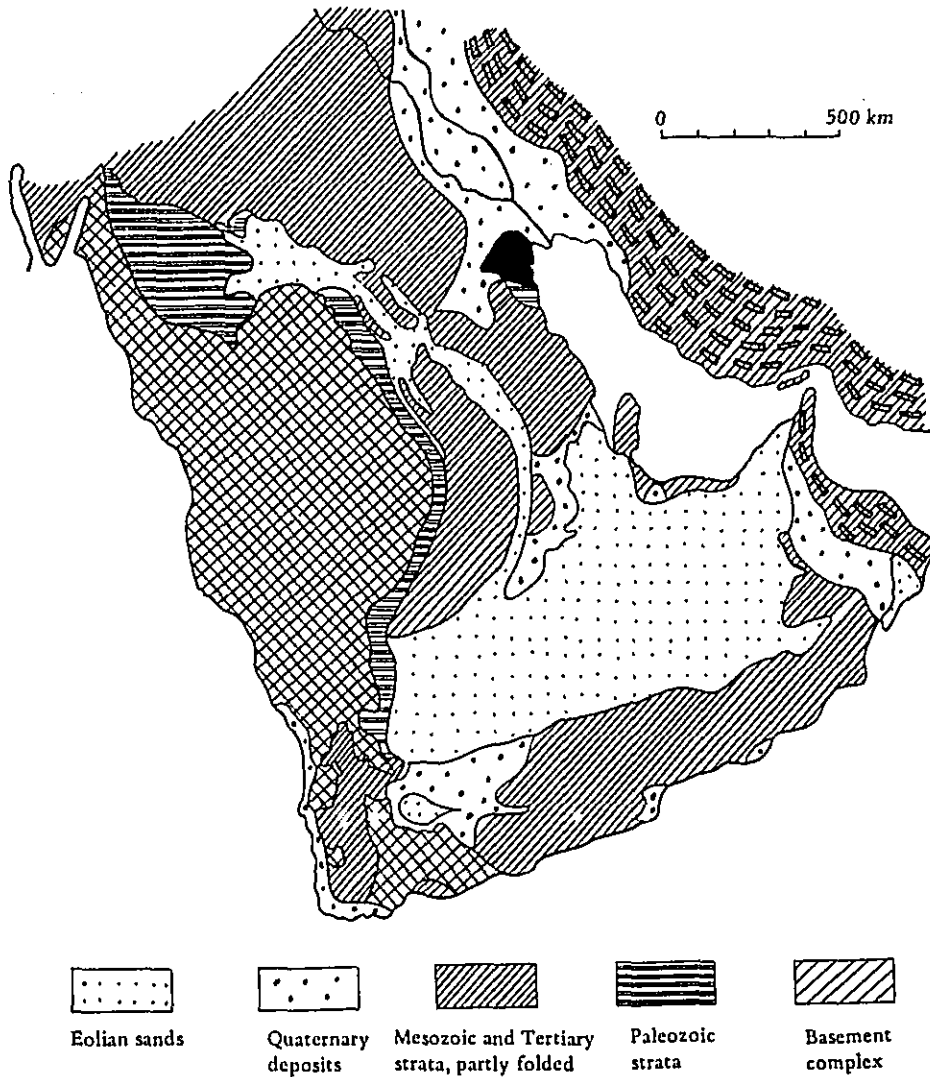 0 500 km
Eolian sands
Quaternary
deposits
Mesozoic and Tertiary
strata, partly folded
Paleozoic
strata
Basement
complex